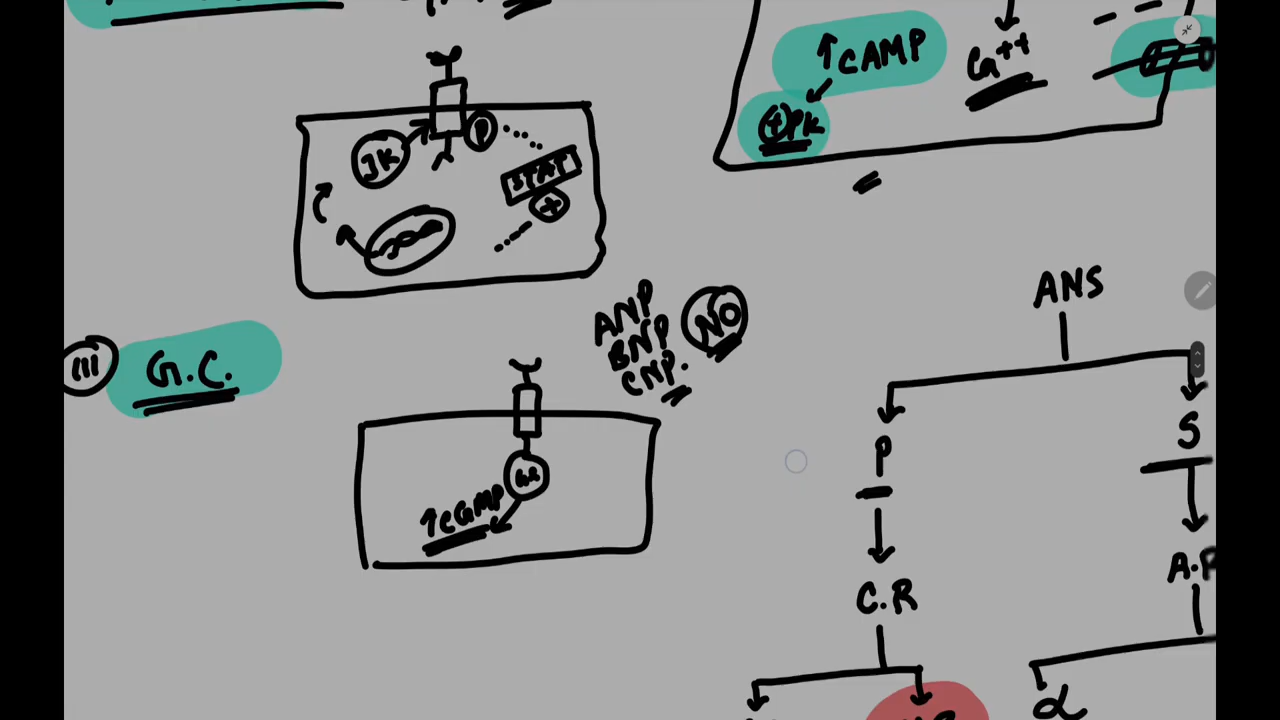 ↑cAMP
Ca++
(+)PK
JK
P
STAT
+
III G.C.
ANP
BNP
CNP.
NO
↑cGMP
ANS
P
S
C.R
A.R
α